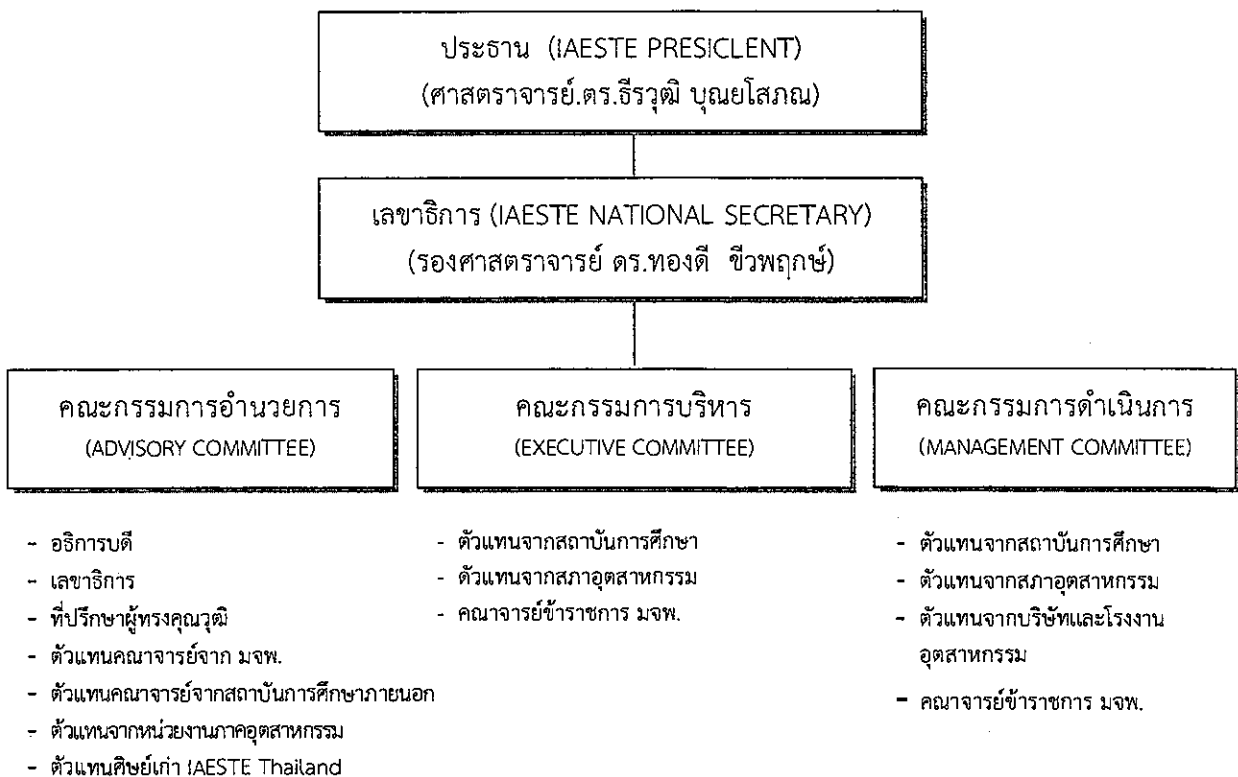 ประธาน (IAESTE PRESICLENT)
(ศาสตราจารย์.ตร.ธีรวุฒิ บุณยโสภณ)
เลขาธิการ (IAESTE NATIONAL SECRETARY)
(รองศาสตราจารย์ ดร.ทองดี ขีวพฤกษ์)
คณะกรรมการอำนวยการ
(ADVISORY COMMITTEE)
คณะกรรมการบริหาร
(EXECUTIVE COMMITTEE)
คณะกรรมการดำเนินการ
(MANAGEMENT COMMITTEE)
- อธิการบดี
- เลขาธิการ
- ที่ปรึกษาผู้ทรงคุณวุฒิ
- ตัวแทนคณาจารย์จาก มจพ.
- ตัวแทนคณาจารย์จากสถาบันการศึกษาภายนอก
- ตัวแทนจากหน่วยงานภาคอุตสาหกรรม
- ตัวแทนศิษย์เก่า IAESTE Thailand
- ตัวแทนจากสถาบันการศึกษา
- ตัวแทนจากสภาอุตสาหกรรม
- คณาจารย์ข้าราชการ มจพ.
- ตัวแทนจากสถาบันการศึกษา
- ตัวแทนจากสภาอุตสาหกรรม
- ตัวแทนจากบริษัทและโรงงาน
อุตสาหกรรม
- คณาจารย์ข้าราชการ มจพ.